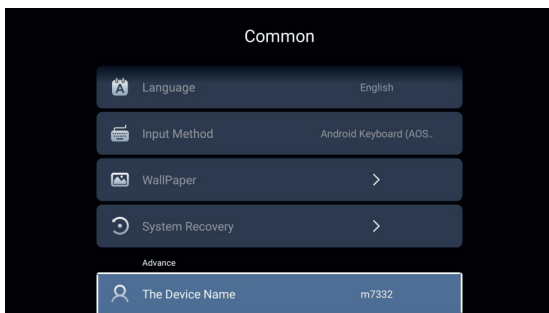 Common
Language English
Input Method Android Keyboard (AOS..
WallPaper
System Recovery
Advance
The Device Name m7332